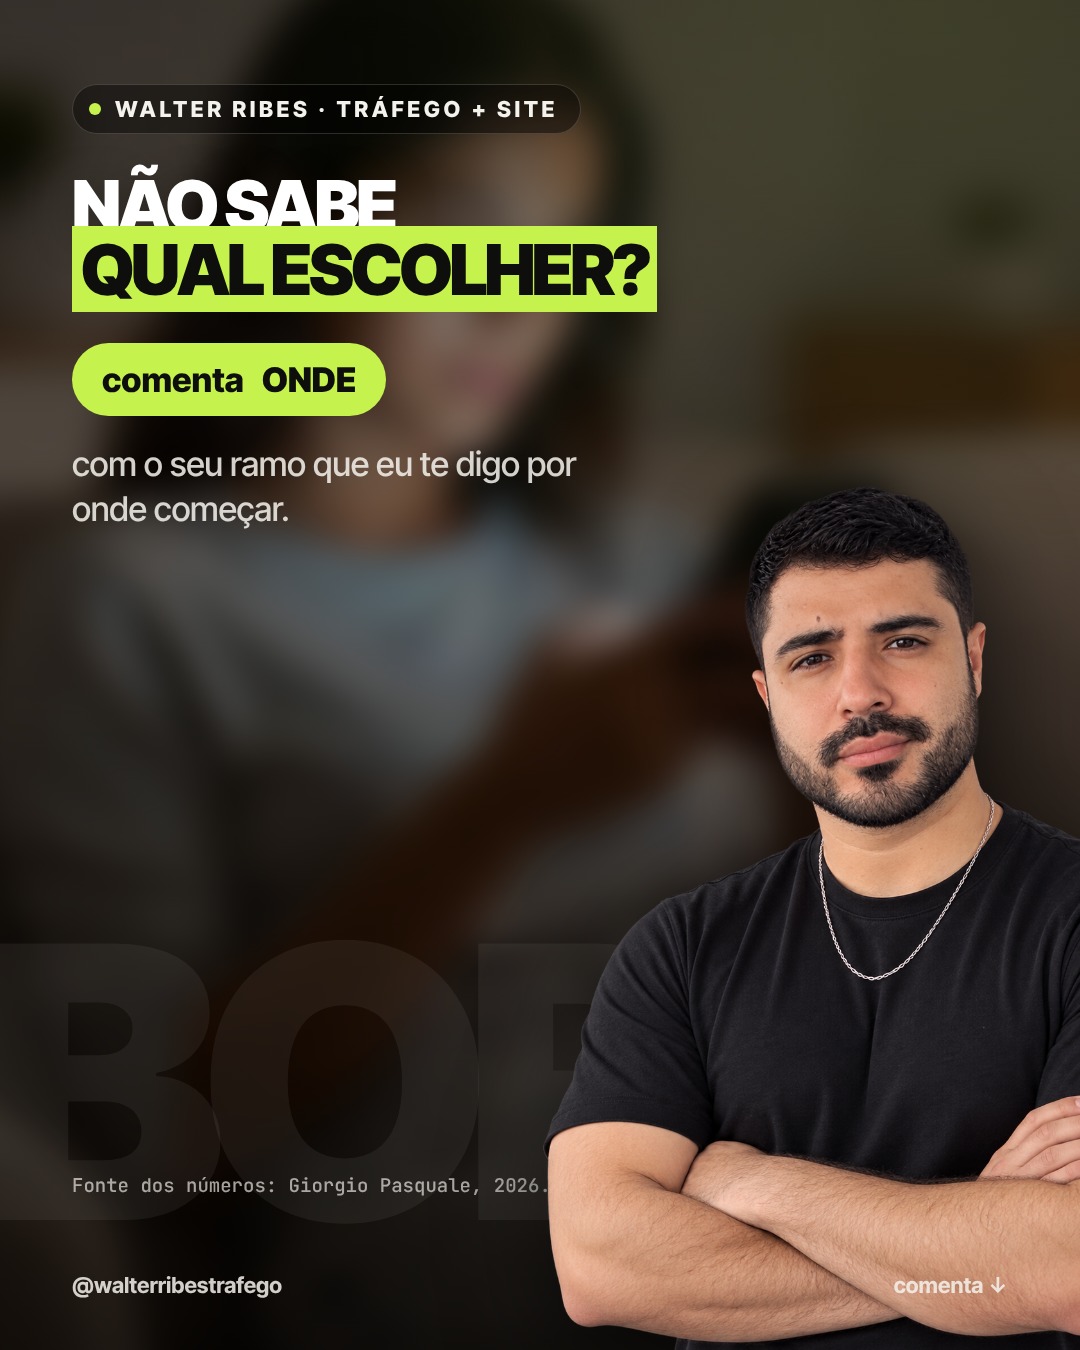 WALTER RIBES · TRÁFEGO + SITE
NÃO SABE
QUAL ESCOLHER?
comenta ONDE
com o seu ramo que eu te digo por
onde começar.
Fonte dos números: Giorgio Pasquale, 2026.
@walterribestrafego
comenta ↓